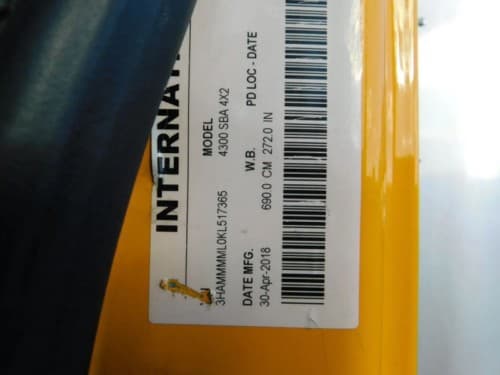 INTERNAT
MODEL
3HAMMMML0KL517365 4300 SBA 4X2
DATE MFG. W.B. PD LOC - DATE
30-Apr-2018 690.0 CM 272.0 IN